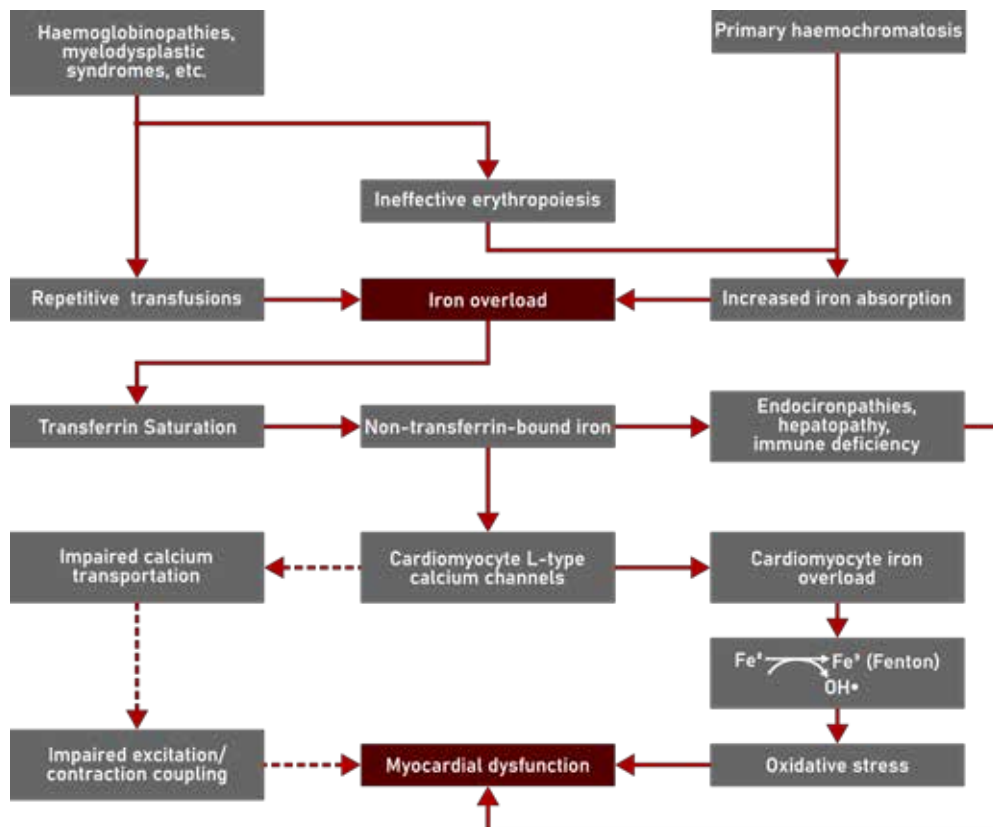 Haemoglobinopathies,
myelodysplastic
syndromes, etc.
Primary haemochromatosis
Ineffective erythropoiesis
Repetitive transfusions
Iron overload
Increased iron absorption
Transferrin Saturation
Non-transferrin-bound iron
Endocironpathies,
hepatopathy,
immune deficiency
Impaired calcium
transportation
Cardiomyocyte L-type
calcium channels
Cardiomyocyte iron
overload
Fe² Fe³ (Fenton)
OH•
Impaired excitation/
contraction coupling
Myocardial dysfunction
Oxidative stress